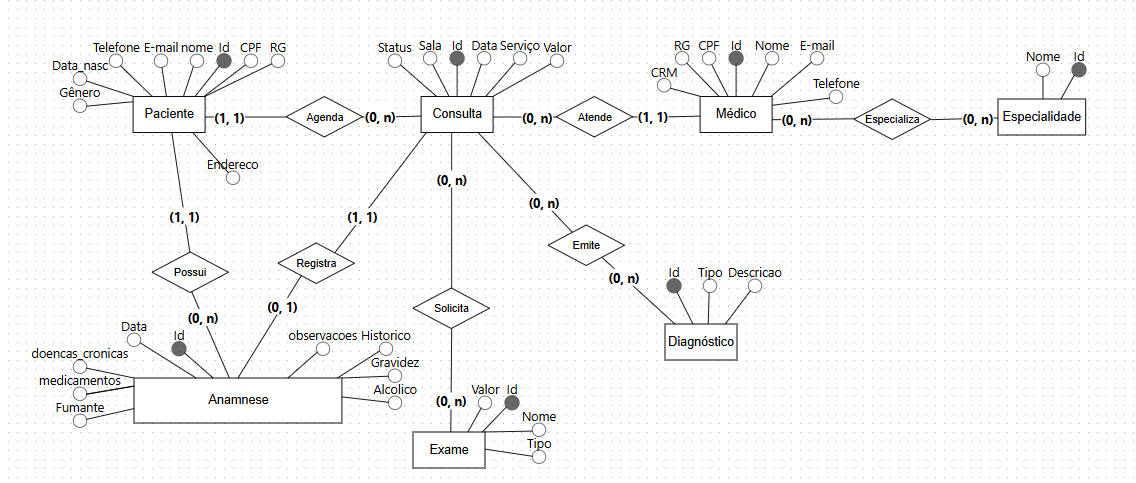 Telefone E-mail nome Id CPF RG
Data_nasc
Gênero
Paciente
Endereco
(1, 1)
Agenda
(0, n)
Status Sala Id Data Serviço Valor
Consulta
(0, n)
Atende
(1, 1)
RG CPF Id Nome E-mail
CRM
Telefone
Médico
(0, n)
Especializa
(0, n)
Nome Id
Especialidade
(1, 1)
Possui
(0, n)
(1, 1)
Registra
(0, 1)
(0, n)
Solicita
(0, n)
(0, n)
Emite
(0, n)
Id Tipo Descricao
Diagnóstico
Data Id observacoes Historico
doencas_cronicas
medicamentos
Fumante
Gravidez
Alcolico
Anamnese
Valor Id
Nome
Tipo
Exame